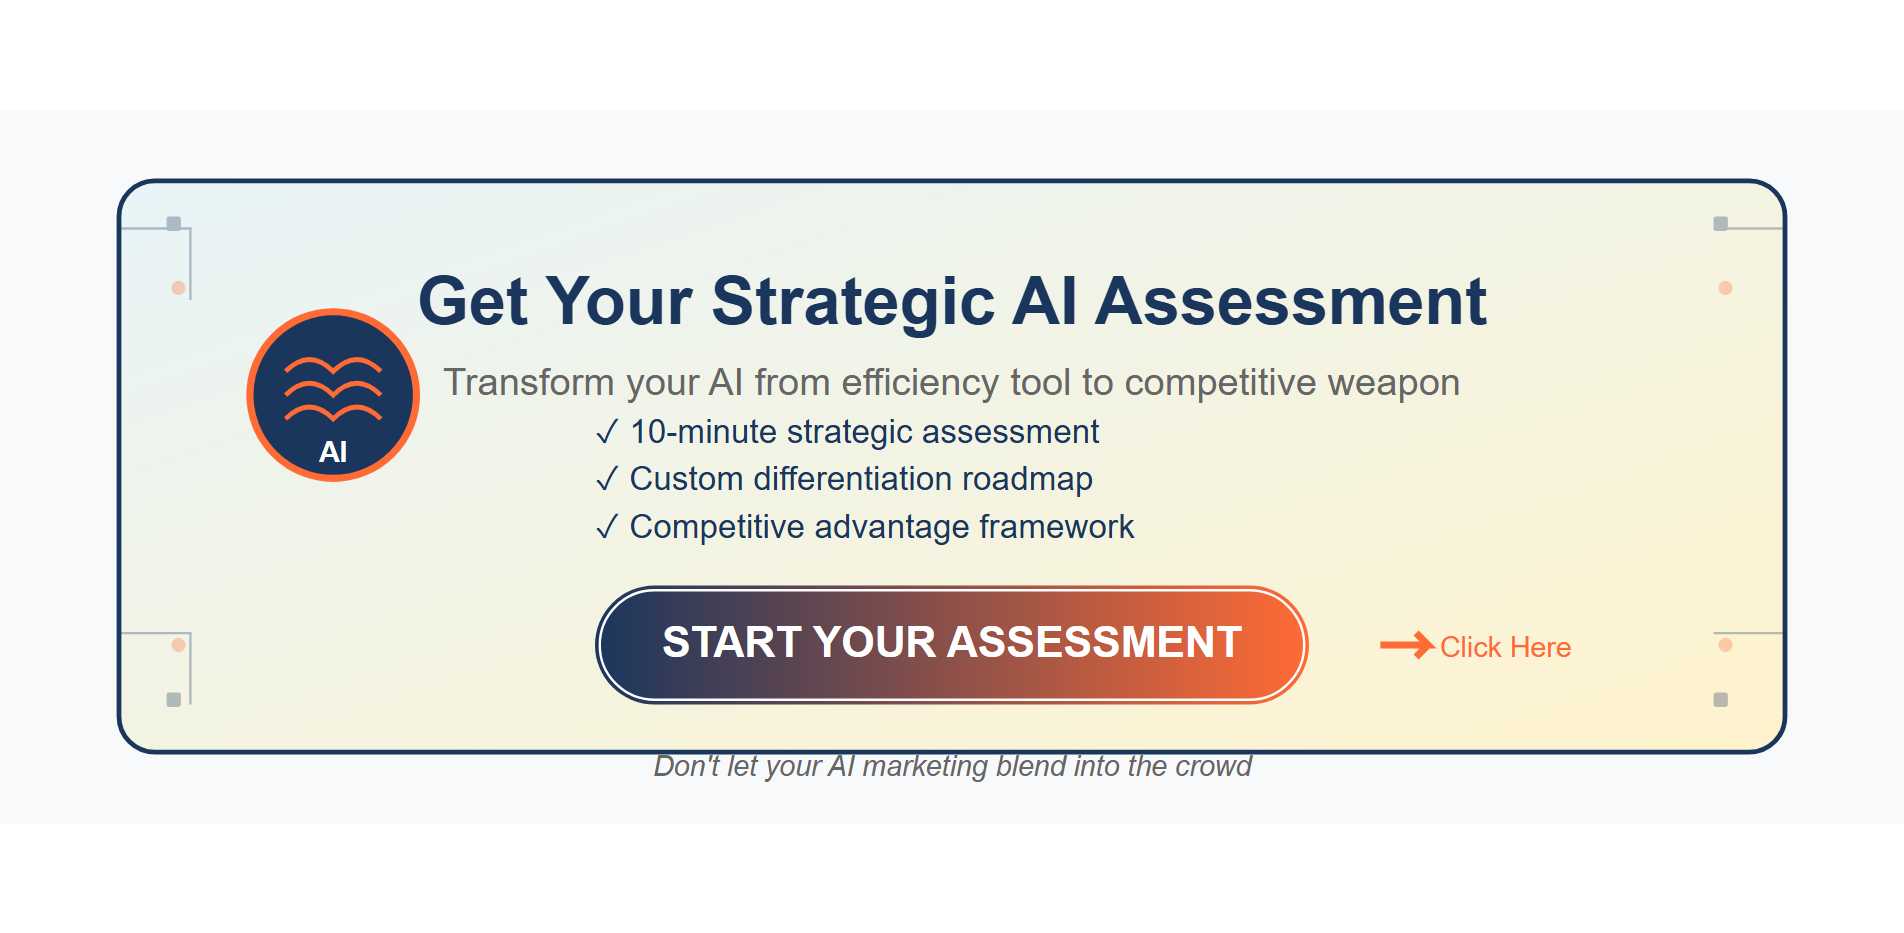 Get Your Strategic AI Assessment
Transform your AI from efficiency tool to competitive weapon
AI
✓ 10-minute strategic assessment
✓ Custom differentiation roadmap
✓ Competitive advantage framework
START YOUR ASSESSMENT
Click Here
Don't let your AI marketing blend into the crowd